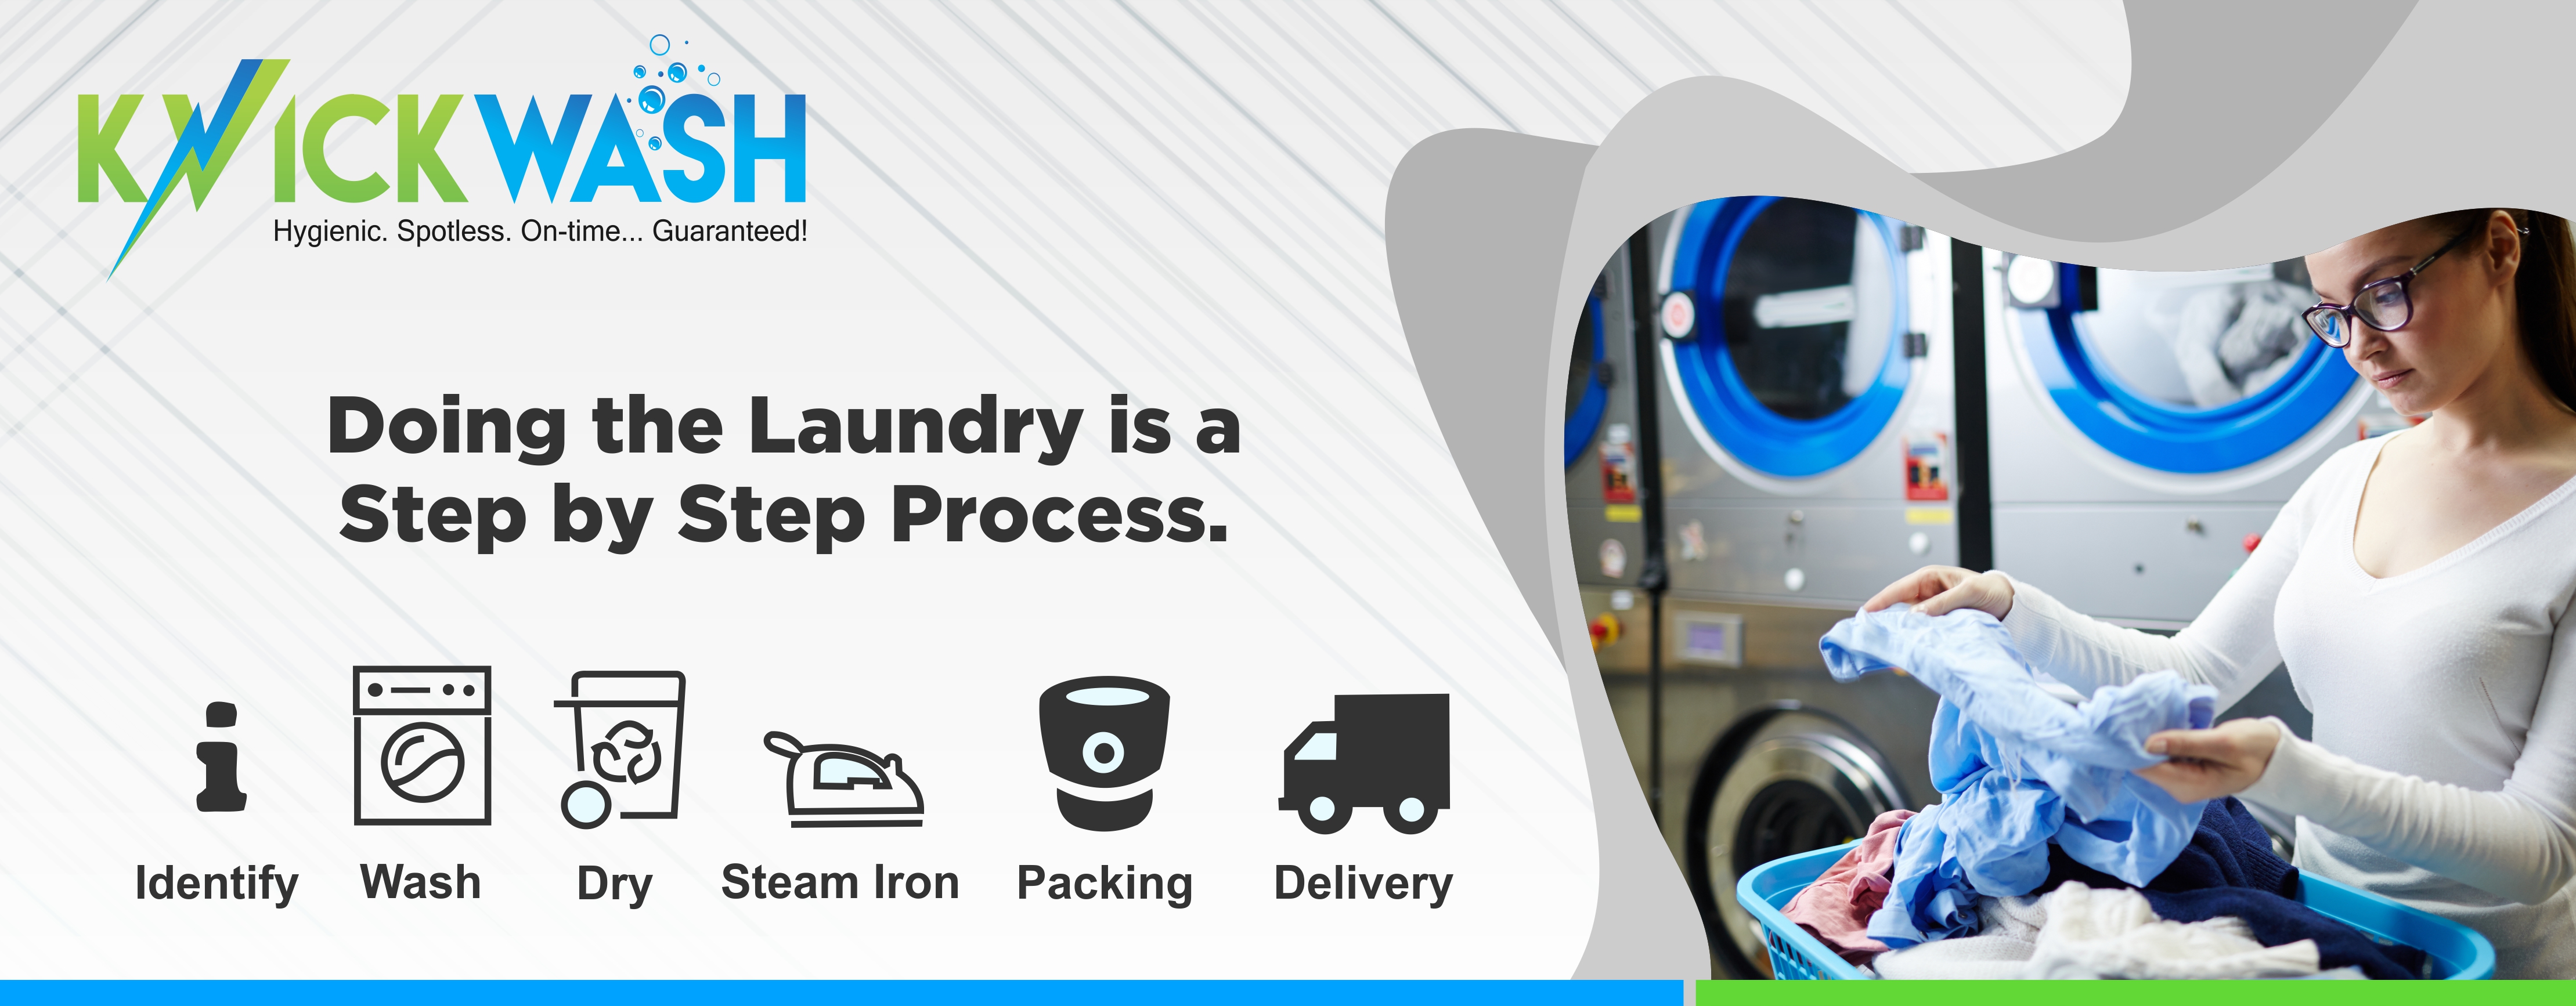 KWICKWASH
Hygienic. Spotless. On-time... Guaranteed!
Doing the Laundry is a
Step by Step Process.
Identify Wash Dry Steam Iron Packing Delivery